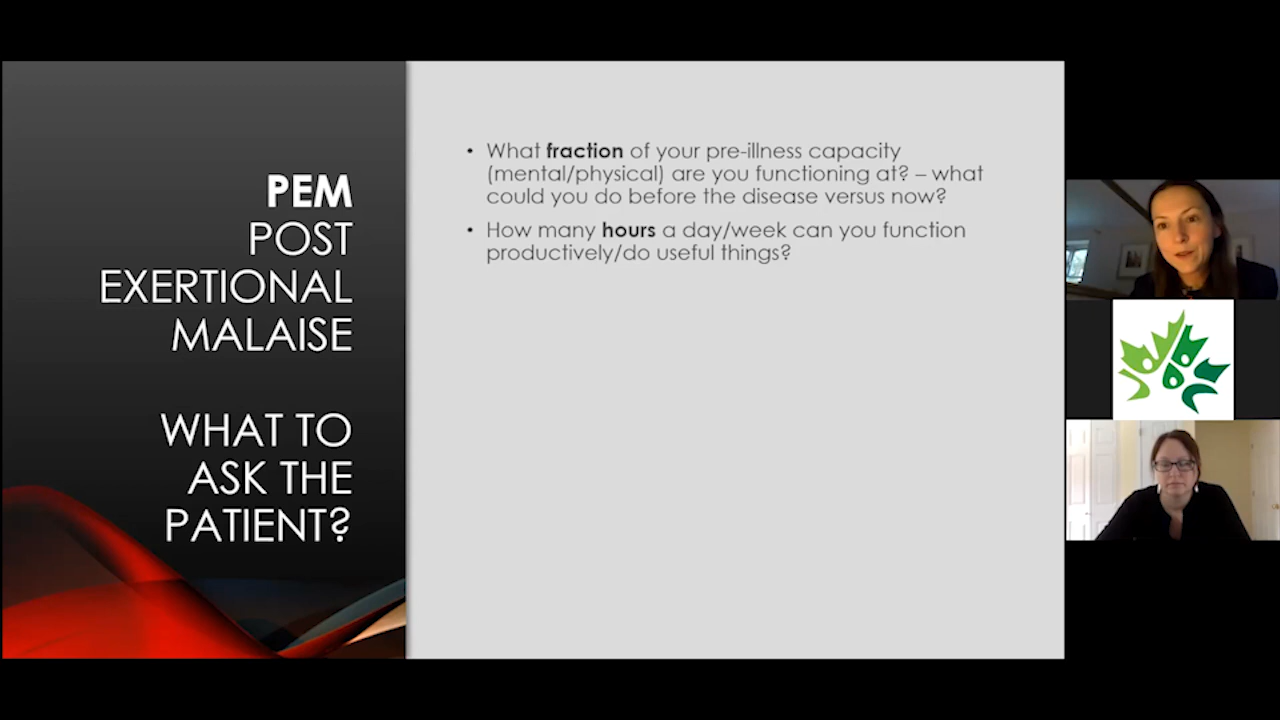 PEM
POST
EXERTIONAL
MALAISE
WHAT TO
ASK THE
PATIENT?
• What fraction of your pre-illness capacity
(mental/physical) are you functioning at? – what
could you do before the disease versus now?
• How many hours a day/week can you function
productively/do useful things?